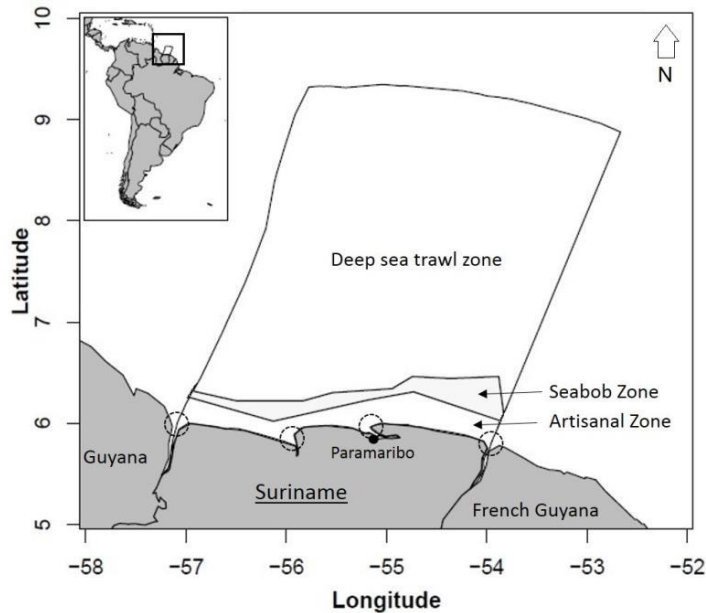 10
9
8
7
6
5
Latitude
N
Deep sea trawl zone
Seabob Zone
Artisanal Zone
Guyana
Paramaribo
Suriname
French Guyana
−58 −57 −56 −55 −54 −53 −52
Longitude